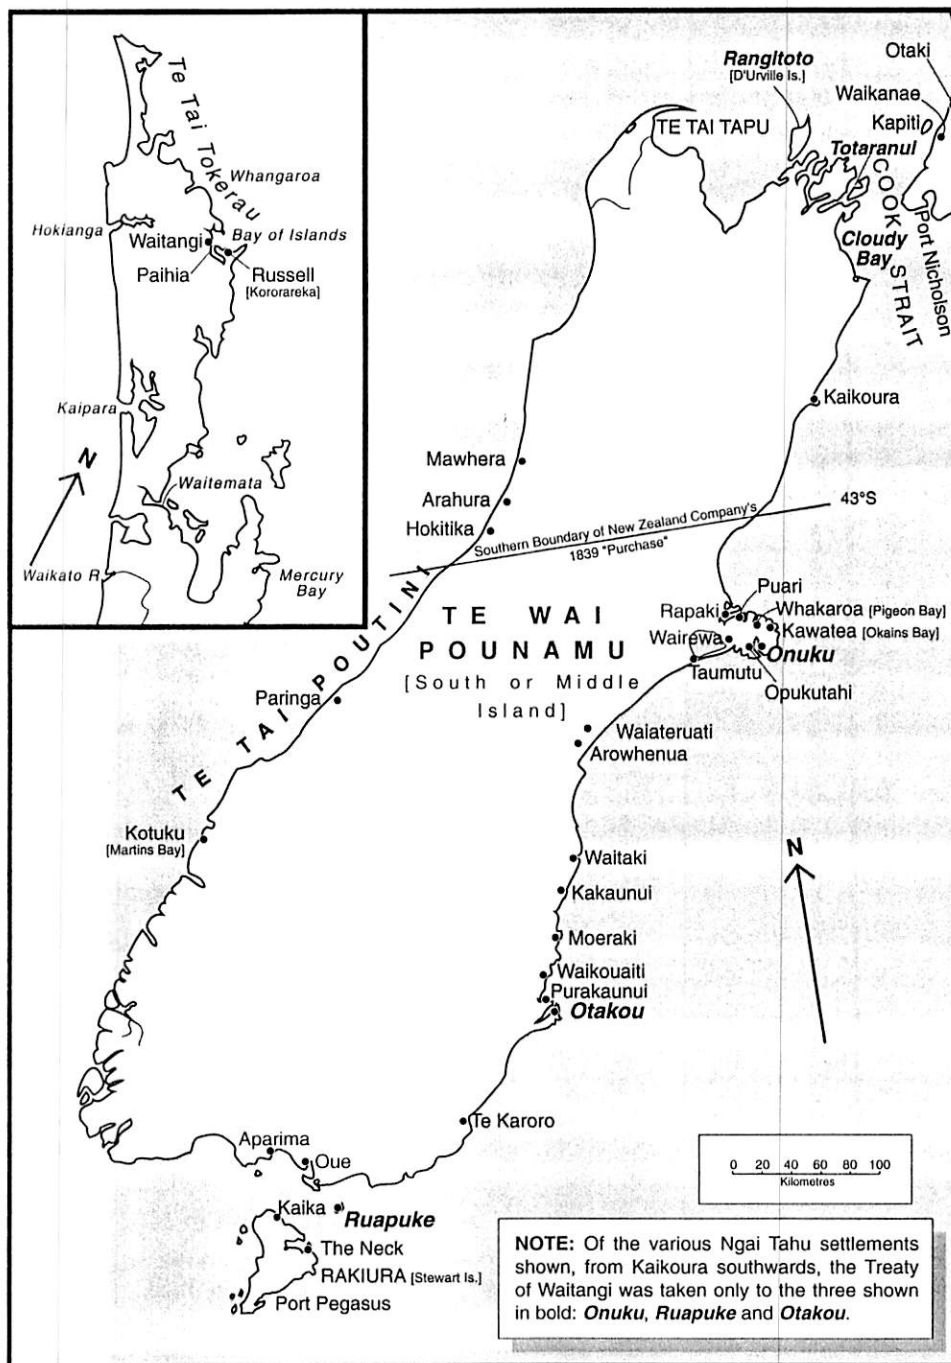 Te Tai Tokerau
Whangaroa
Hokianga
Bay of Islands
Waitangi
Paihia
Russell
[Kororareka]
Kaipara
N
Waitemata
Waikato R.
Mercury
Bay
Rangitoto
[D'Urville Is.]
Otaki
Waikanae
Kapiti
TE TAI TAPU
Totaranui
COOK STRAIT
Port Nicholson
Cloudy
Bay
Kaikoura
Mawhera
Arahura
Hokitika
43°S
Southern Boundary of New Zealand Company's
1839 "Purchase"
TE TAI POUTINI
TE WAI
POUNAMU
[South or Middle
Island]
Puari
Rapaki
Whakaroa [Pigeon Bay]
Wairewa
Kawatea [Okains Bay]
Onuku
Taumutu
Opukutahi
Paringa
Waiateruati
Arowhenua
Kotuku
[Martins Bay]
Waitaki
N
Kakaunui
Moeraki
Waikouaiti
Purakaunui
Otakou
Te Karoro
Aparima
Oue
0 20 40 60 80 100
Kilometres
Kaika
Ruapuke
The Neck
RAKIURA [Stewart Is.]
Port Pegasus
NOTE: Of the various Ngai Tahu settlements
shown, from Kaikoura southwards, the Treaty
of Waitangi was taken only to the three shown
in bold: Onuku, Ruapuke and Otakou.